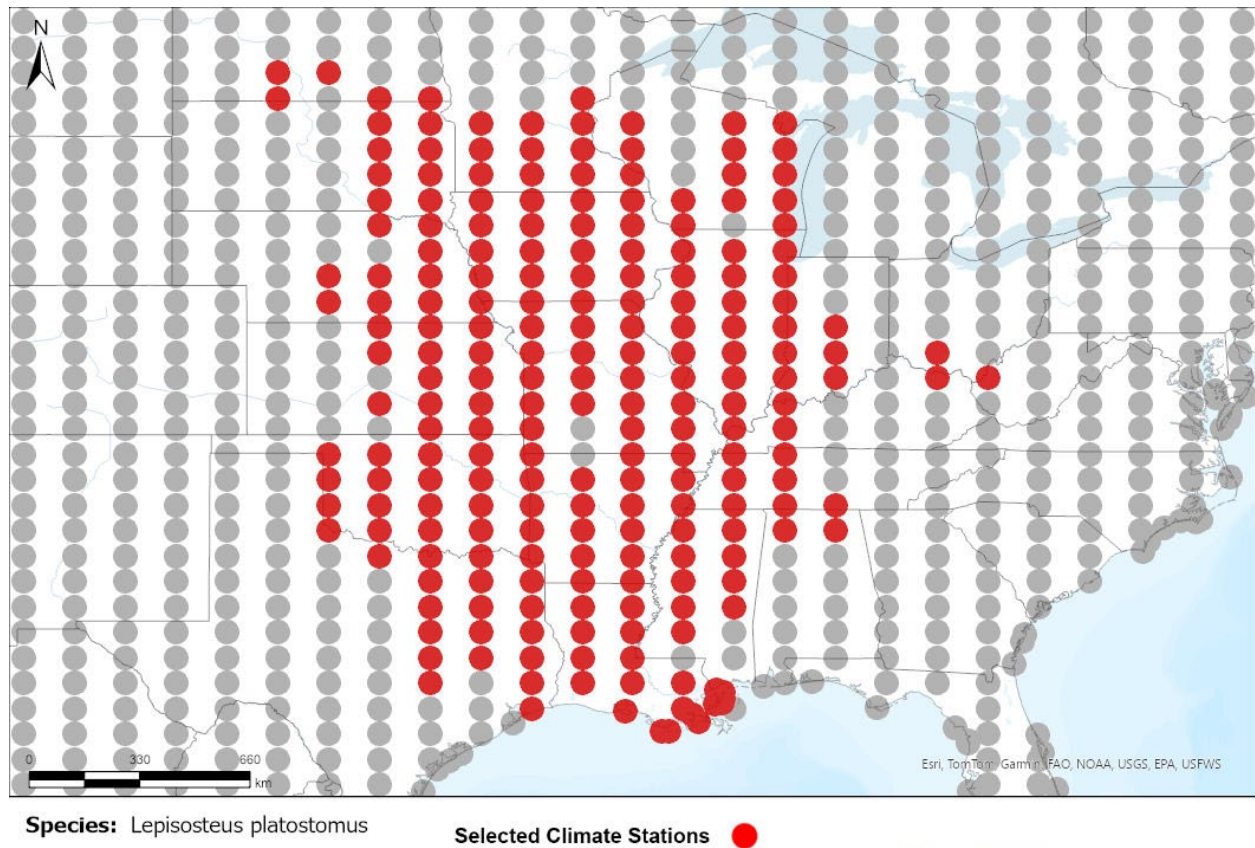 N
0 330 660
km
Esri, TomTom, Garmin, FAO, NOAA, USGS, EPA, USFWS
Species: Lepisosteus platostomus
Selected Climate Stations